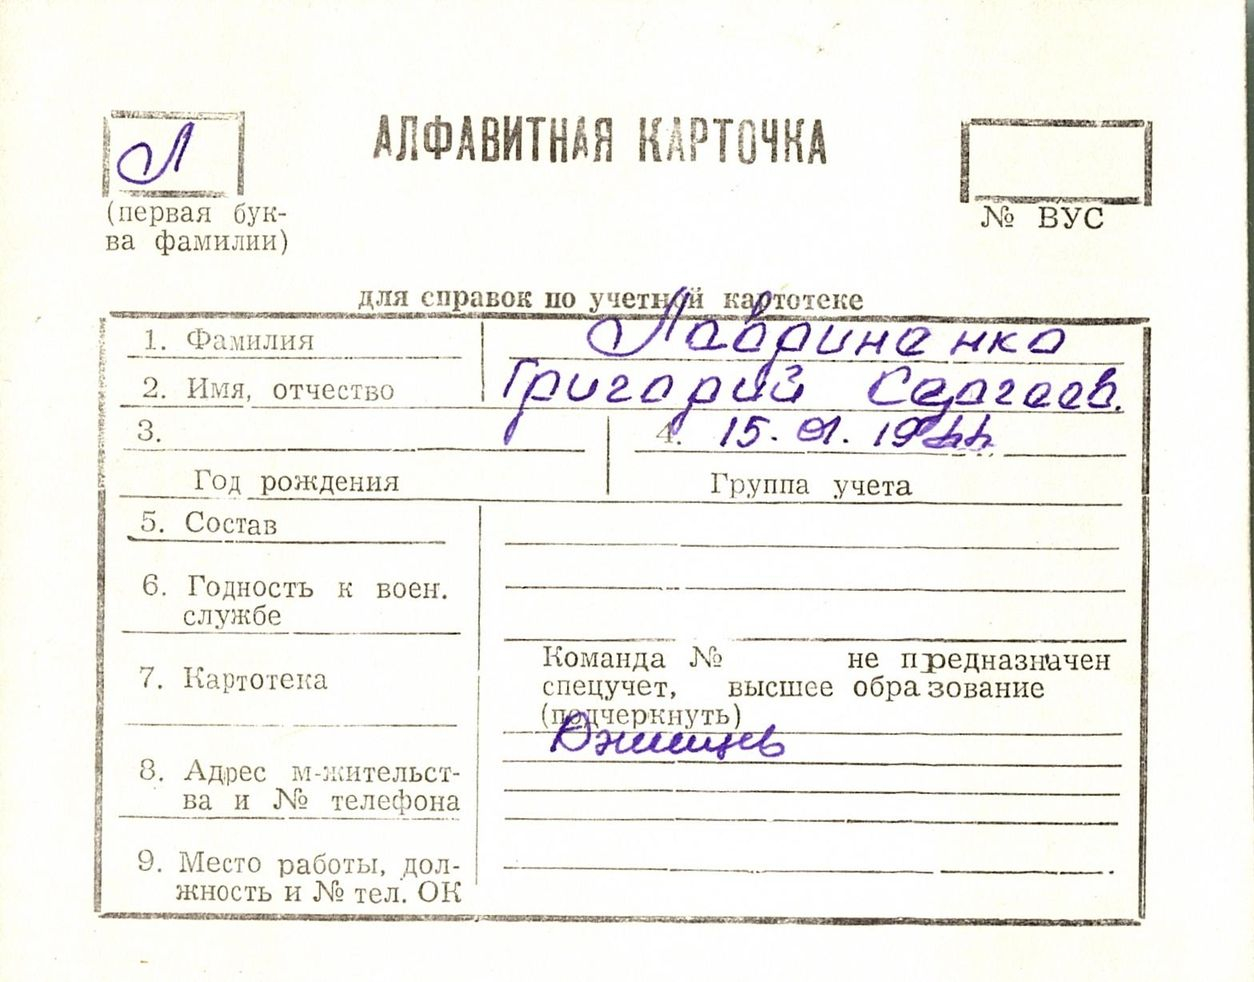 Л
АЛФАВИТНАЯ КАРТОЧКА
(первая бук-
ва фамилии)
№ ВУС
для справок по учетной картотеке
1. Фамилия Лавриненко
2. Имя, отчество Григорий Сергеев.
3. 4. 15. 01. 1944
Год рождения Группа учета
5. Состав
6. Годность к воен.
службе
7. Картотека
Команда № не предназначен
спецучет, высшее образование
(подчеркнуть)
8. Адрес м-жительст-
ва и № телефона
9. Место работы, дол-
жность и № тел. ОК